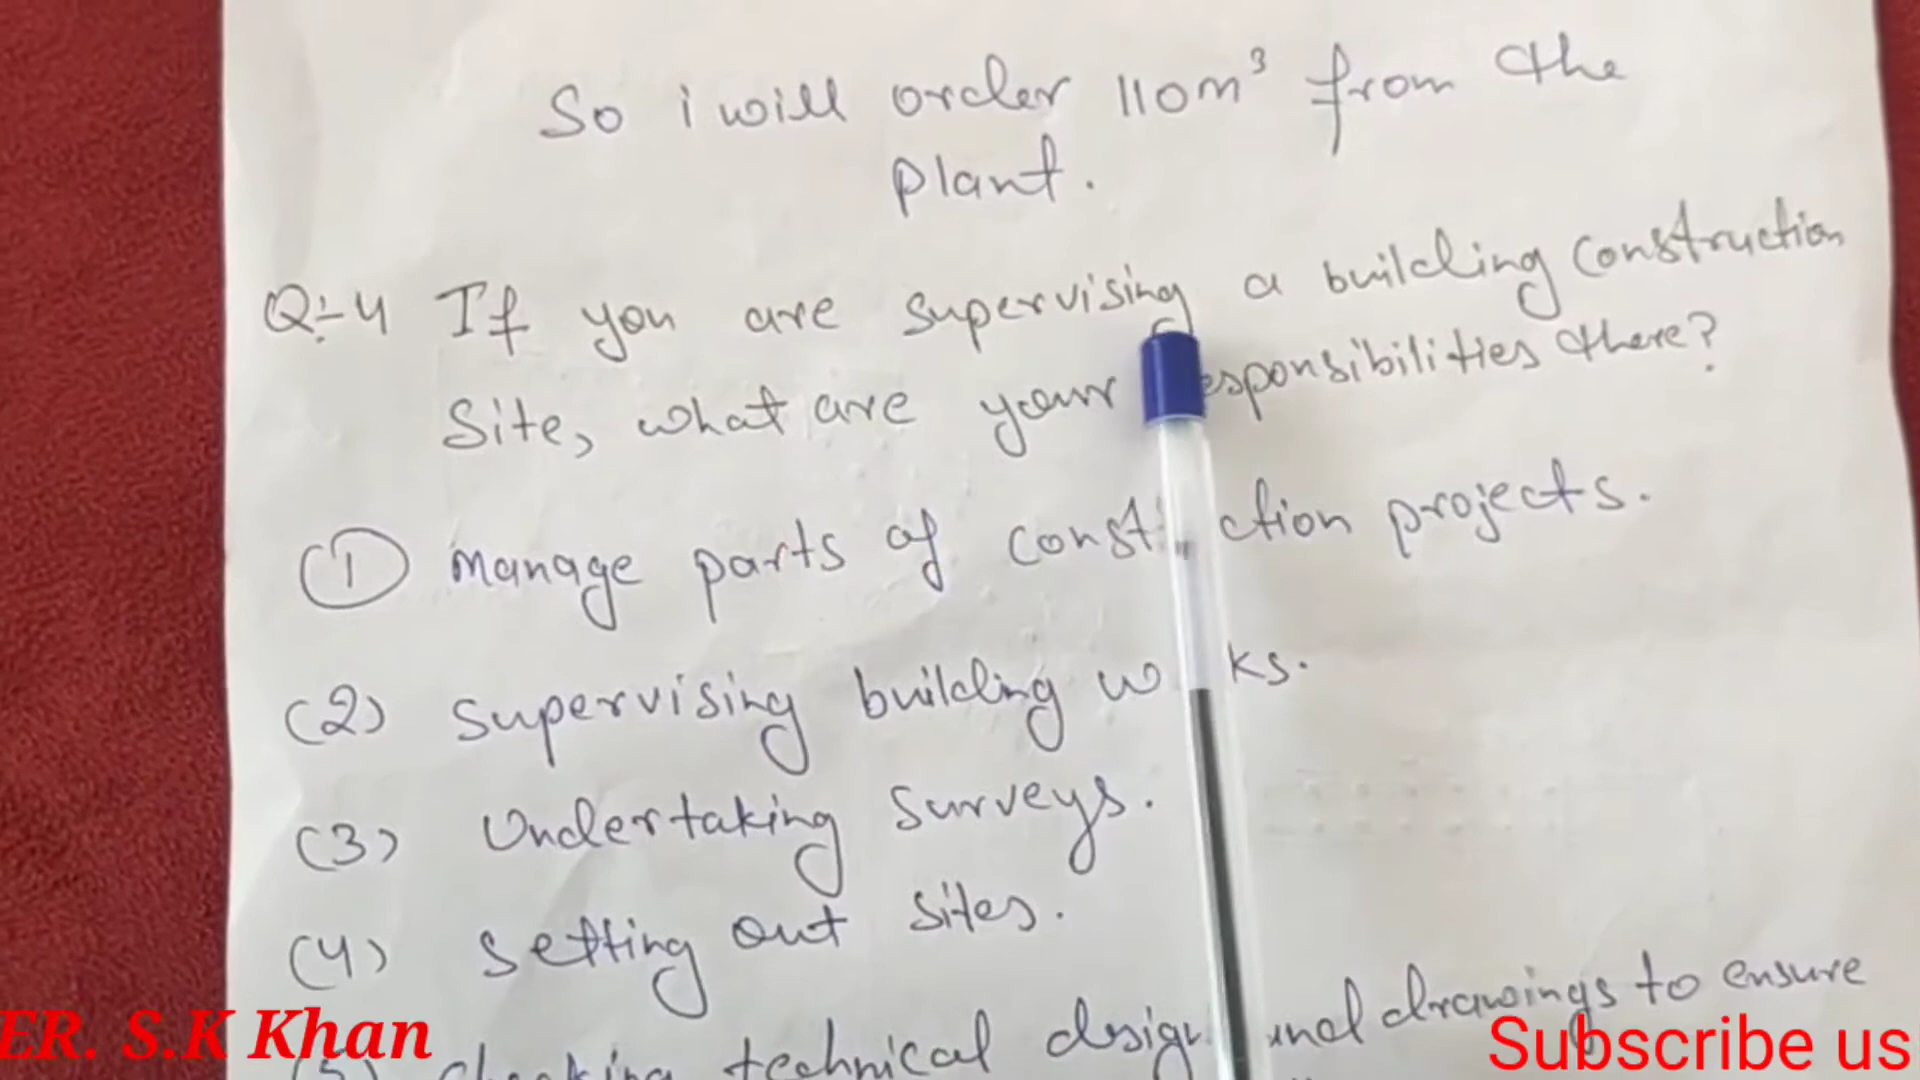 So i will order 110m³ from the
plant.
Q:-4 If you are supervising a building construction
Site, what are your responsibilities there?
(1) Manage parts of construction projects.
(2) Supervising building works.
(3) Undertaking surveys.
(4) Setting out sites.
(5) checking technical design and drawings to ensure
ER. S.K Khan
Subscribe us